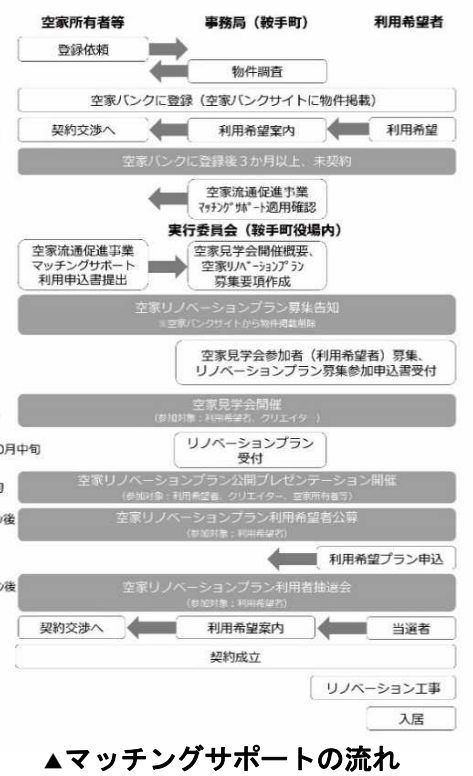 空家所有者等 事務局（鞍手町） 利用希望者
登録依頼
物件調査
空家バンクに登録（空家バンクサイトに物件掲載）
契約交渉へ 利用希望案内 利用希望
空家バンクに登録後３か月以上、未契約
空家流通促進事業
ﾏｯﾁﾝｸﾞｻﾎﾟｰﾄ適用確認
実行委員会（鞍手町役場内）
空家流通促進事業
マッチングサポート
利用申込書提出
空家見学会開催概要、
空家ﾘﾉﾍﾞｰｼｮﾝﾌﾟﾗﾝ
募集要項作成
空家リノベーションプラン募集告知
※空家バンクサイトから物件掲載削除
空家見学会参加者（利用希望者）募集、
リノベーションプラン募集参加申込書受付
空家見学会開催
（参加対象：利用希望者、クリエイター）
0月中旬
リノベーションプラン
受付
旬
空家リノベーションプラン公開プレゼンテーション開催
（参加対象：利用希望者、クリエイター、空家所有者等）
後
空家リノベーションプラン利用希望者公募
（参加対象：利用希望者）
利用希望プラン申込
後
空家リノベーションプラン利用者抽選会
（参加対象：利用希望者）
契約交渉へ 利用希望案内 当選者
契約成立
リノベーション工事
入居
▲マッチングサポートの流れ